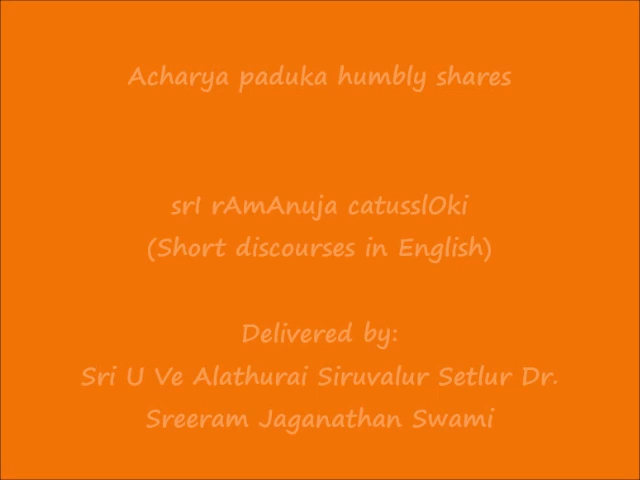 Acharya paduka humbly shares
srI rAmAnuja catusslOki
(Short discourses in English)
Delivered by:
Sri U Ve Alathurai Siruvalur Setlur Dr.
Sreeram Jaganathan Swami